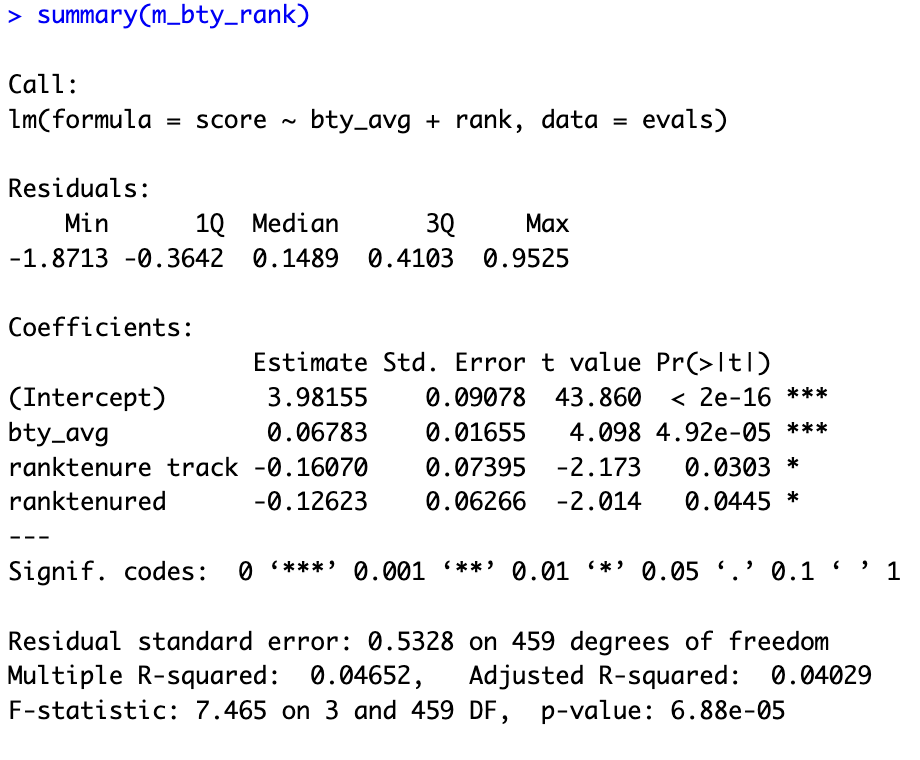 > summary(m_bty_rank)

Call:
lm(formula = score ~ bty_avg + rank, data = evals)

Residuals:
    Min      1Q  Median      3Q     Max
-1.8713 -0.3642  0.1489  0.4103  0.9525

Coefficients:
                 Estimate Std. Error t value Pr(>|t|)
(Intercept)       3.98155    0.09078  43.860  < 2e-16 ***
bty_avg           0.06783    0.01655   4.098 4.92e-05 ***
ranktenure track -0.16070    0.07395  -2.173   0.0303 *
ranktenured      -0.12623    0.06266  -2.014   0.0445 *
---
Signif. codes:  0 ‘***’ 0.001 ‘**’ 0.01 ‘*’ 0.05 ‘.’ 0.1 ‘ ’ 1

Residual standard error: 0.5328 on 459 degrees of freedom
Multiple R-squared:  0.04652,   Adjusted R-squared:  0.04029
F-statistic: 7.465 on 3 and 459 DF,  p-value: 6.88e-05